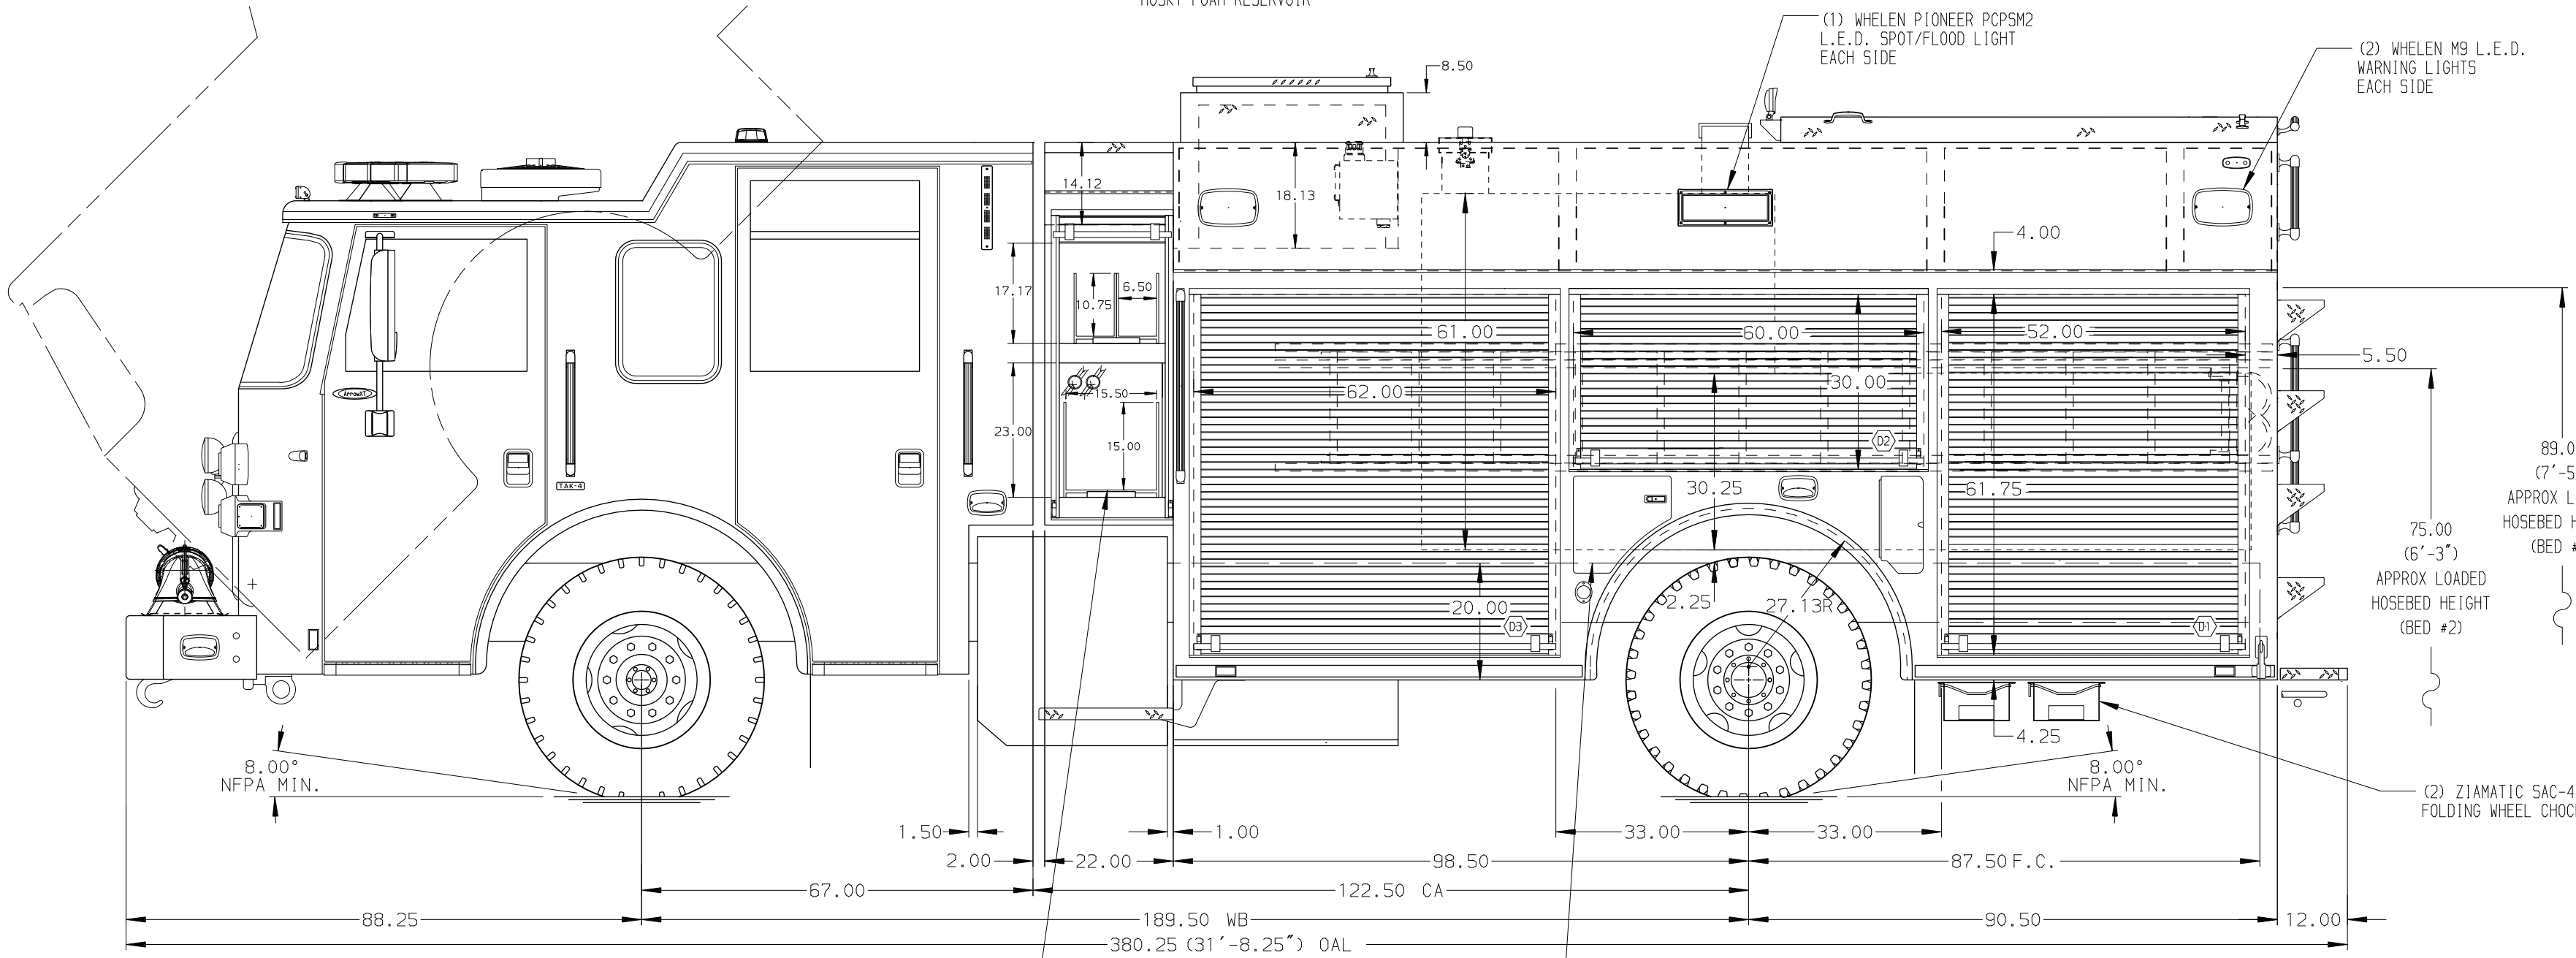 (1) WHELEN PIONEER PCPSM2
L.E.D. SPOT/FLOOD LIGHT
EACH SIDE
(2) WHELEN M9 L.E.D.
WARNING LIGHTS
EACH SIDE
8.50
14.12
18.13
4.00
17.17
10.75
6.50
61.00
60.00
52.00
5.50
62.00
30.00
15.50
23.00
15.00
D2
30.25
61.75
ArrowXT
TAK-4
2.25
27.13R
20.00
D3
D1
89.0
(7'-5
APPROX L
HOSEBED H
(BED #
75.00
(6'-3")
APPROX LOADED
HOSEBED HEIGHT
(BED #2)
4.25
8.00°
NFPA MIN.
8.00°
NFPA MIN.
(2) ZIAMATIC SAC-4
FOLDING WHEEL CHOC
1.50
1.00
33.00
33.00
2.00
22.00
98.50
87.50 F.C.
67.00
122.50 CA
88.25
189.50 WB
90.50
12.00
380.25 (31'-8.25") OAL